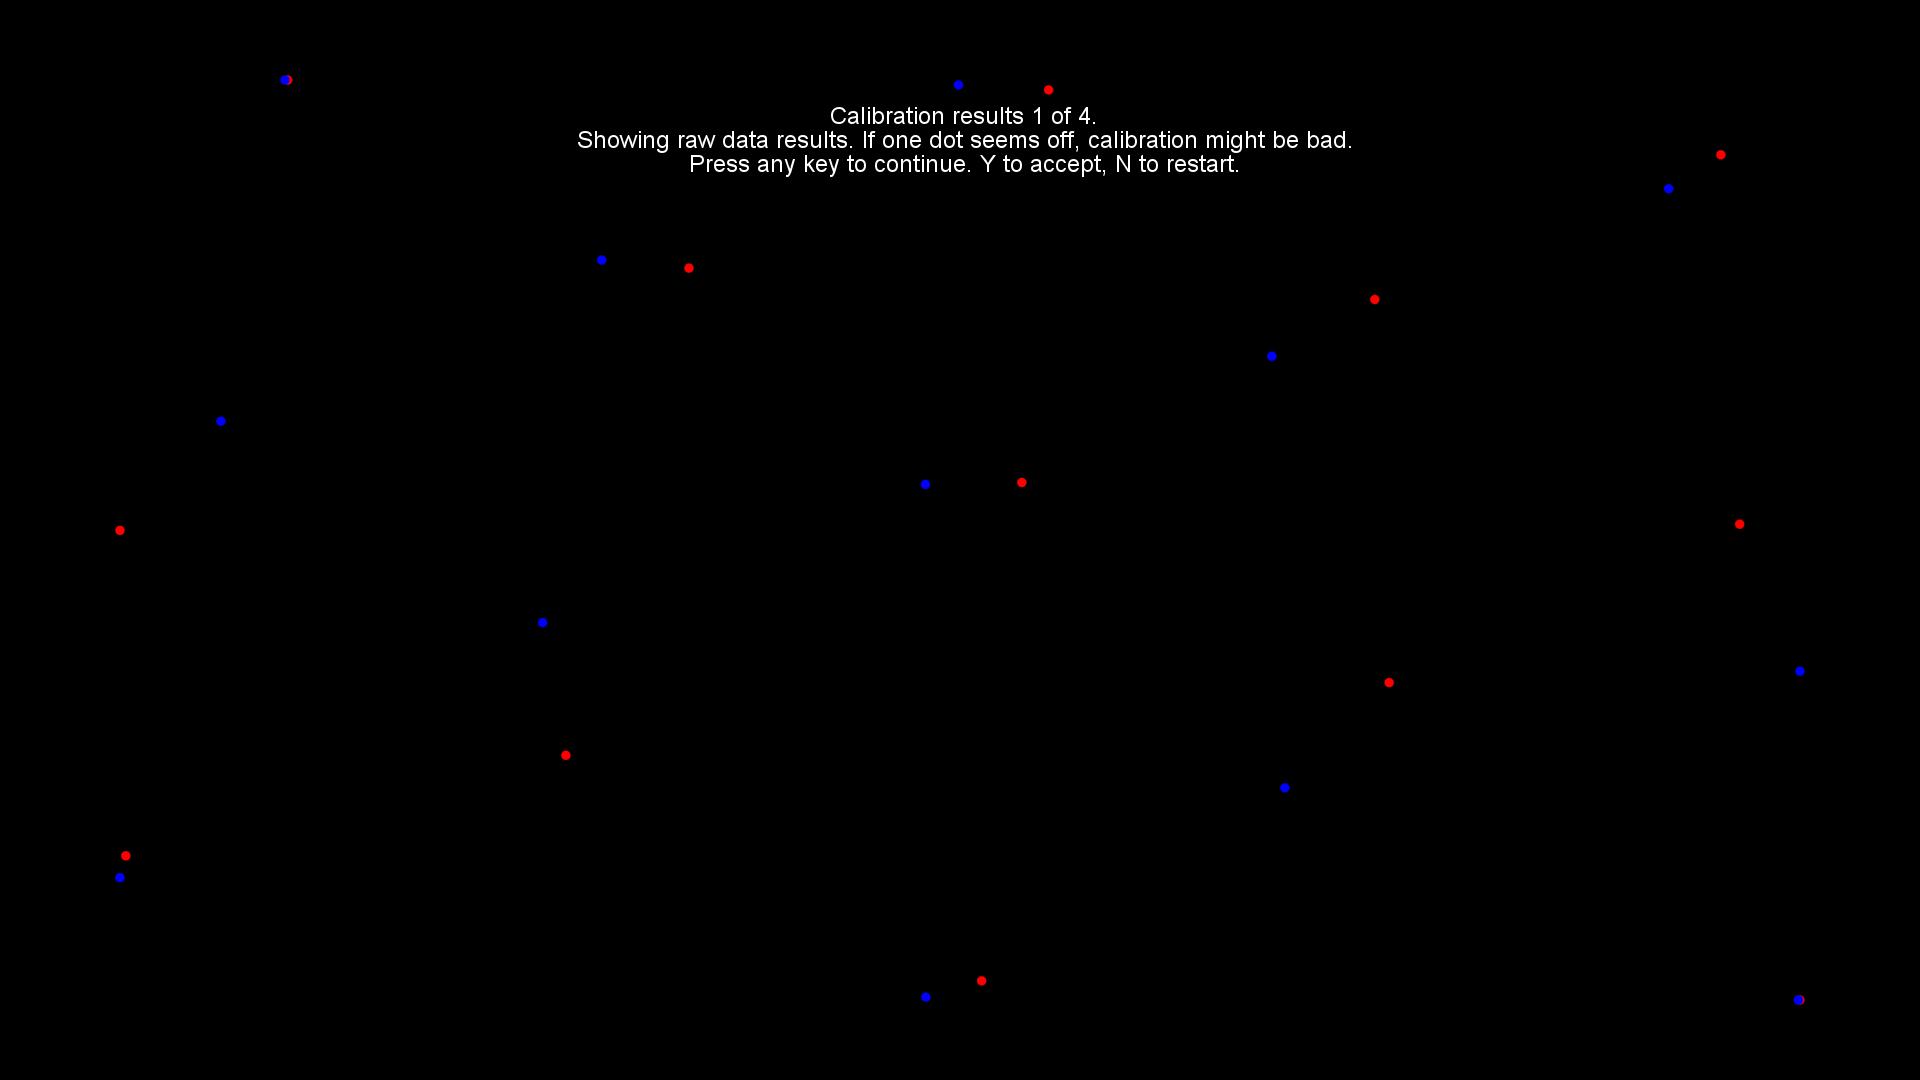 Calibration results 1 of 4.
Showing raw data results. If one dot seems off, calibration might be bad.
Press any key to continue. Y to accept, N to restart.